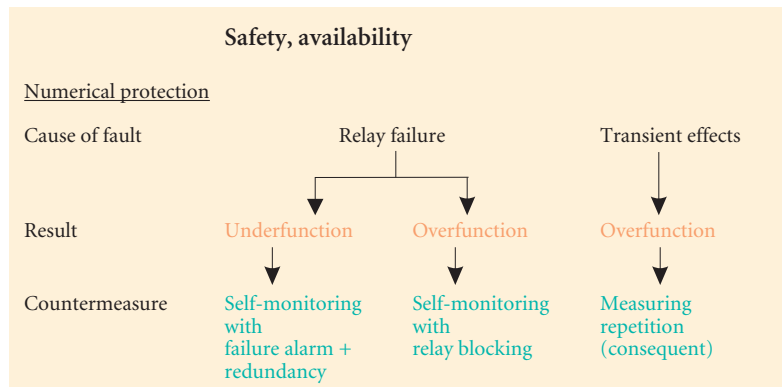 Safety, availability
Numerical protection
Cause of fault Relay failure Transient effects
Result Underfunction Overfunction Overfunction
Countermeasure Self-monitoring Self-monitoring Measuring
with with repetition
failure alarm + relay blocking (consequent)
redundancy